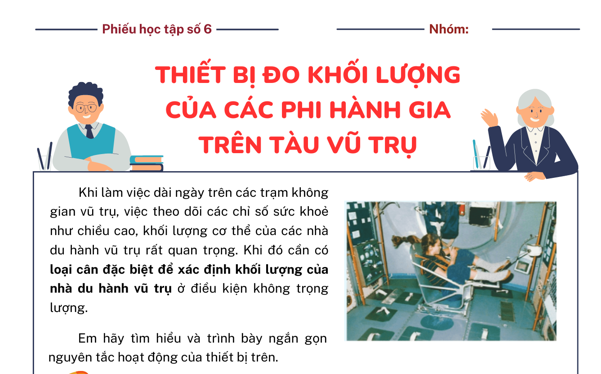 Phiếu học tập số 6
Nhóm:
THIẾT BỊ ĐO KHỐI LƯỢNG
CỦA CÁC PHI HÀNH GIA
TRÊN TÀU VŨ TRỤ
Khi làm việc dài ngày trên các trạm không
gian vũ trụ, việc theo dõi các chỉ số sức khoẻ
như chiều cao, khối lượng cơ thể của các nhà
du hành vũ trụ rất quan trọng. Khi đó cần có
loại cân đặc biệt để xác định khối lượng của
nhà du hành vũ trụ ở điều kiện không trọng
lượng.
Em hãy tìm hiểu và trình bày ngắn gọn
nguyên tắc hoạt động của thiết bị trên.